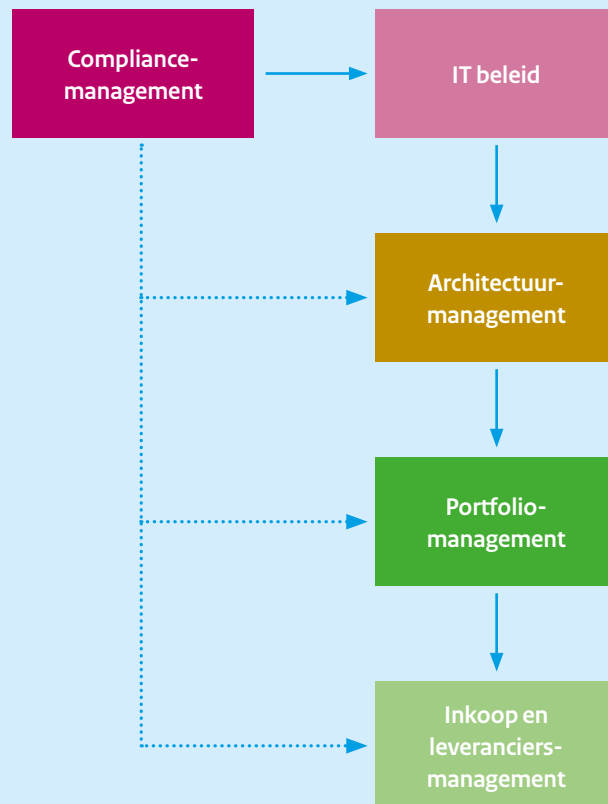 Compliance-
management
IT beleid
Architectuur-
management
Portfolio-
management
Inkoop en
leveranciers-
management